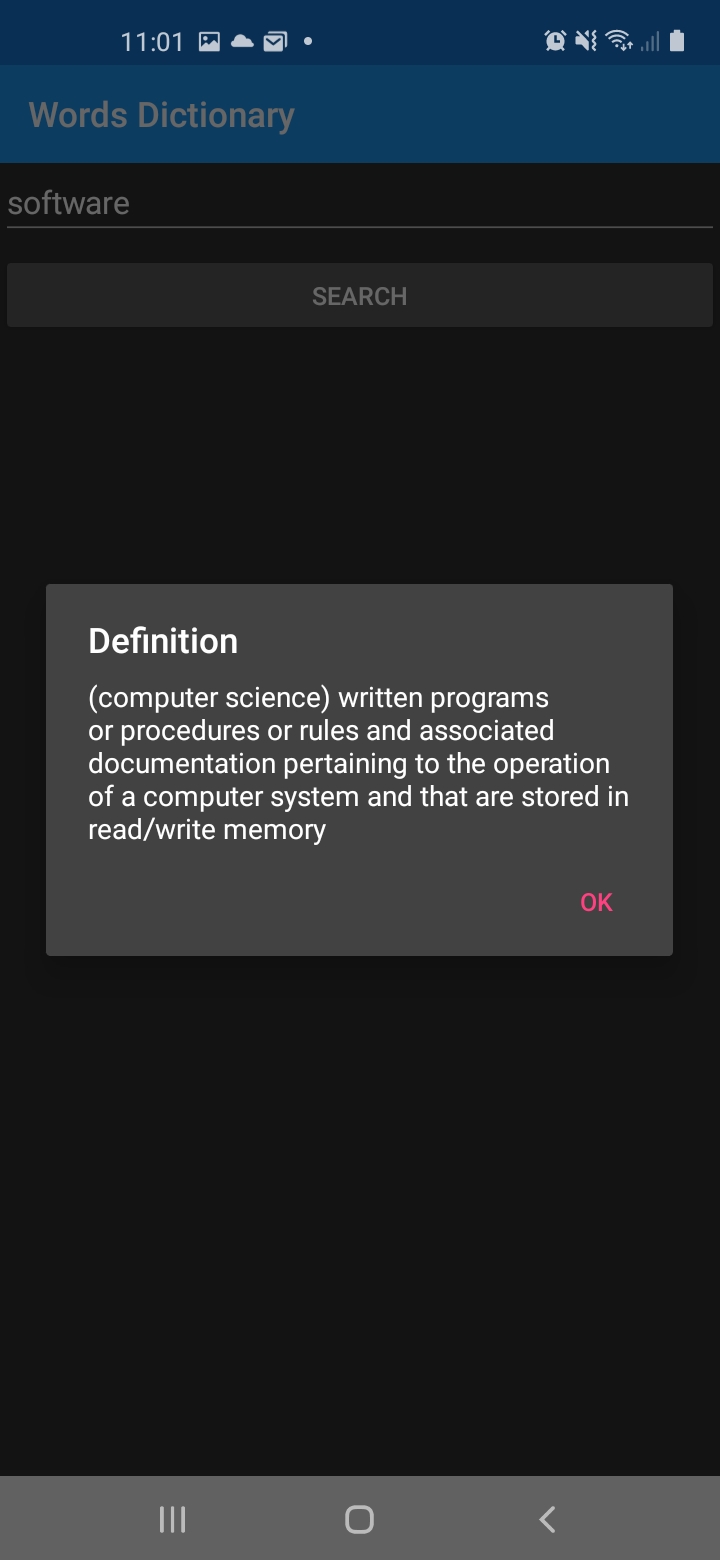 11:01
Words Dictionary
software
SEARCH
Definition
(computer science) written programs
or procedures or rules and associated
documentation pertaining to the operation
of a computer system and that are stored in
read/write memory
OK